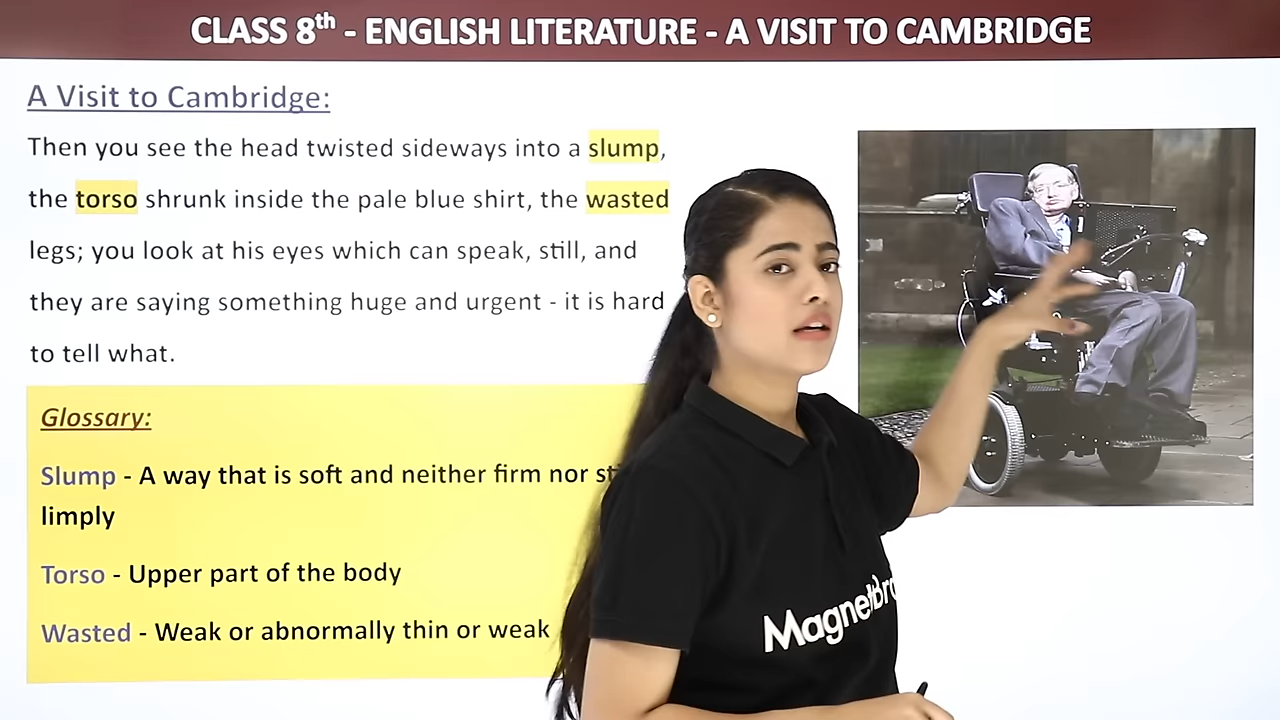 CLASS 8th - ENGLISH LITERATURE - A VISIT TO CAMBRIDGE
A Visit to Cambridge:
Then you see the head twisted sideways into a slump,
the torso shrunk inside the pale blue shirt, the wasted
legs; you look at his eyes which can speak, still, and
they are saying something huge and urgent - it is hard
to tell what.
Glossary:
Slump - A way that is soft and neither firm nor
limply
Torso - Upper part of the body
Wasted - Weak or abnormally thin or weak